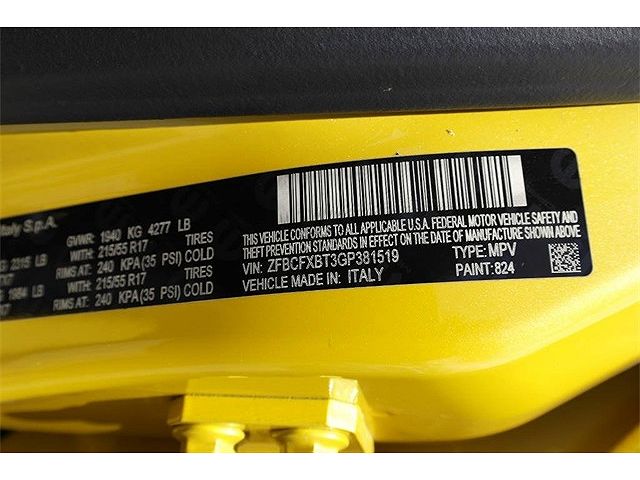 Italy S.p.A.
GVWR: 1940 KG 4277 LB
2315 LB WITH 215/55 R17 TIRES
RIMS AT: 240 KPA(35 PSI) COLD
1984 LB WITH 215/55 R17 TIRES
RIMS AT: 240 KPA(35 PSI) COLD
THIS VEHICLE CONFORMS TO ALL APPLICABLE U.S.A. FEDERAL MOTOR VEHICLE SAFETY AND
THEFT PREVENTION STANDARDS IN EFFECT ON THE DATE OF MANUFACTURE SHOWN ABOVE
VIN: ZFBCFXBT3GP381519 TYPE: MPV
VEHICLE MADE IN: ITALY PAINT: 824